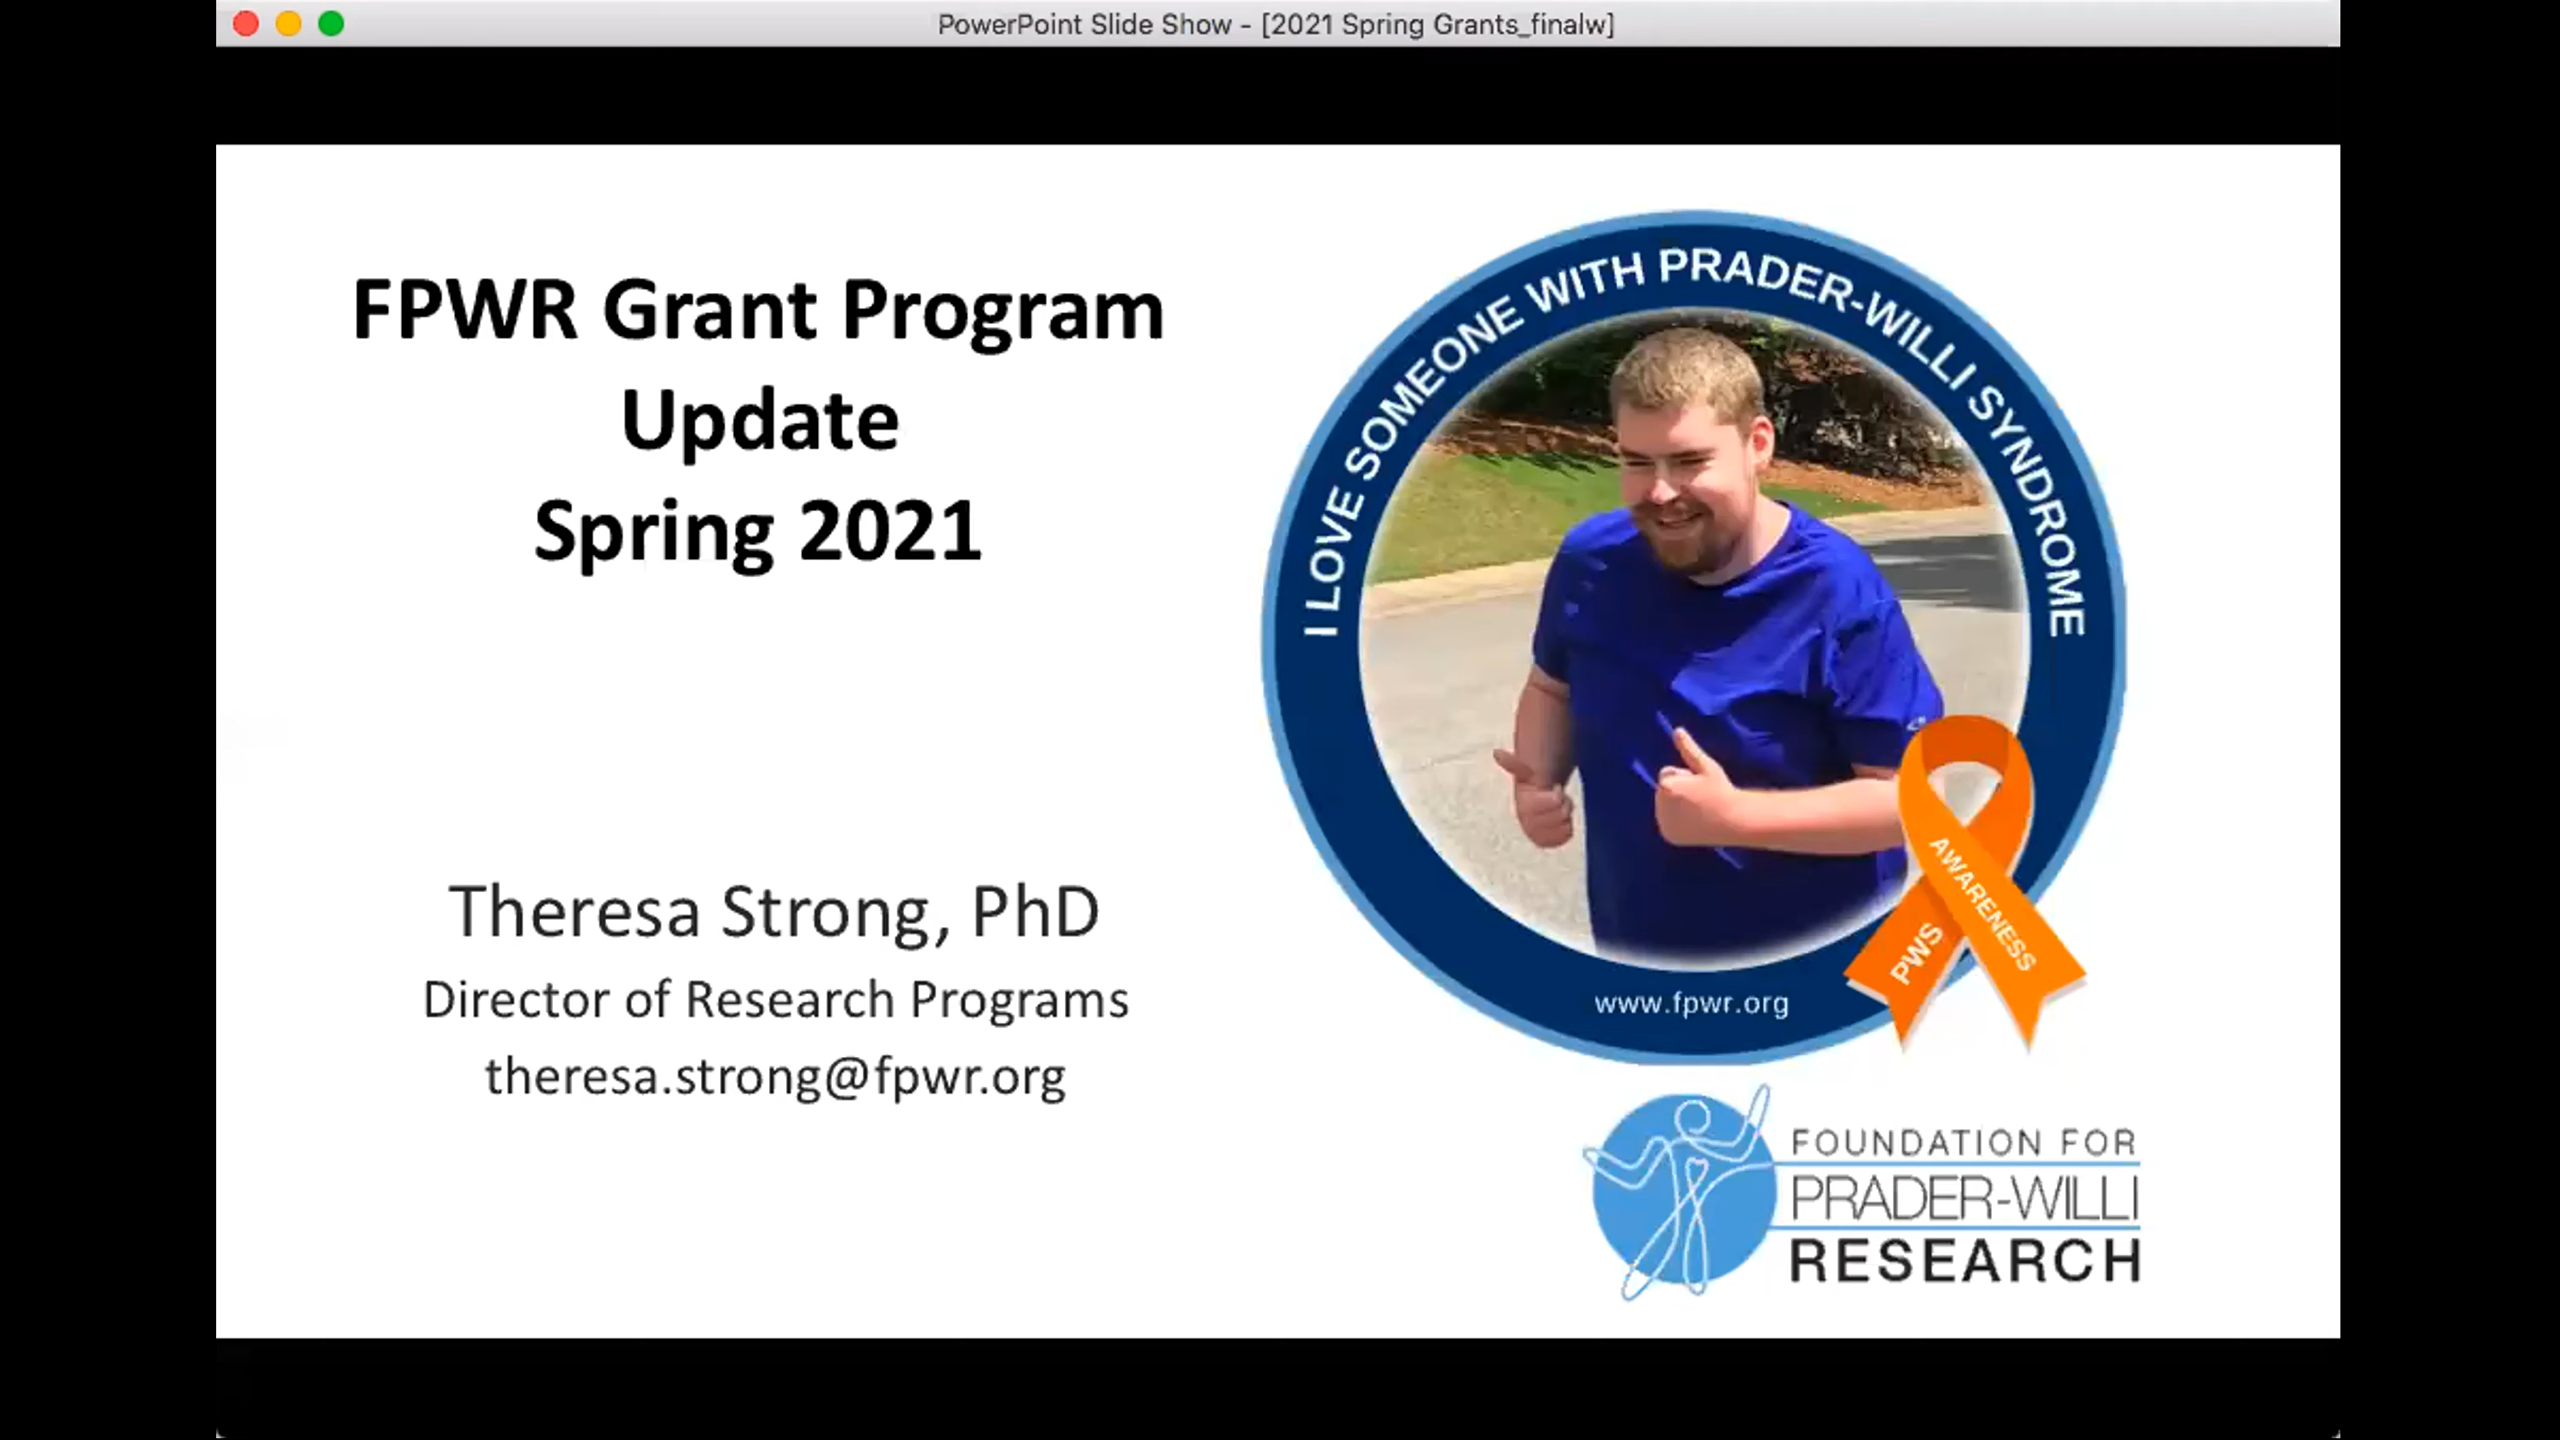 PowerPoint Slide Show - [2021 Spring Grants_finalw]
FPWR Grant Program
Update
Spring 2021
Theresa Strong, PhD
Director of Research Programs
theresa.strong@fpwr.org
I LOVE SOMEONE WITH PRADER-WILLI SYNDROME
PWS
AWARENESS
www.fpwr.org
FOUNDATION FOR
PRADER-WILLI
RESEARCH